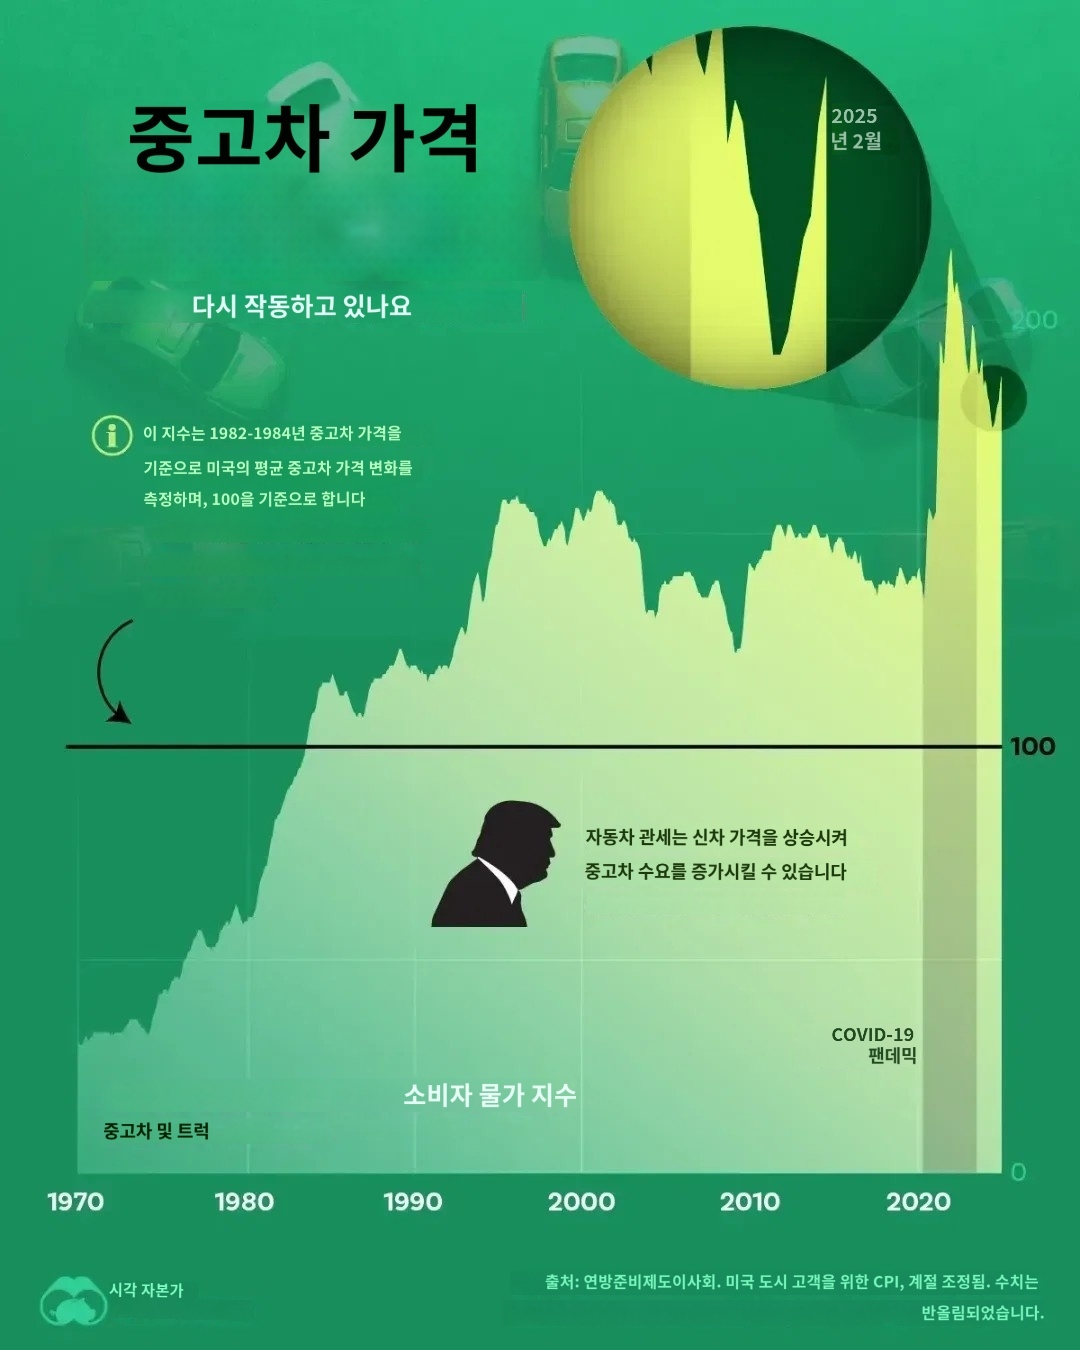 중고차 가격
2025
년 2월
다시 작동하고 있나요
200
이 지수는 1982-1984년 중고차 가격을
기준으로 미국의 평균 중고차 가격 변화를
측정하며, 100을 기준으로 합니다
100
자동차 관세는 신차 가격을 상승시켜
중고차 수요를 증가시킬 수 있습니다
COVID-19
팬데믹
소비자 물가 지수
중고차 및 트럭
0
1970 1980 1990 2000 2010 2020
시각 자본가
출처: 연방준비제도이사회. 미국 도시 고객을 위한 CPI, 계절 조정됨. 수치는
반올림되었습니다.